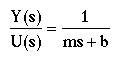 Y(s)/U(s) = 1/(ms + b)